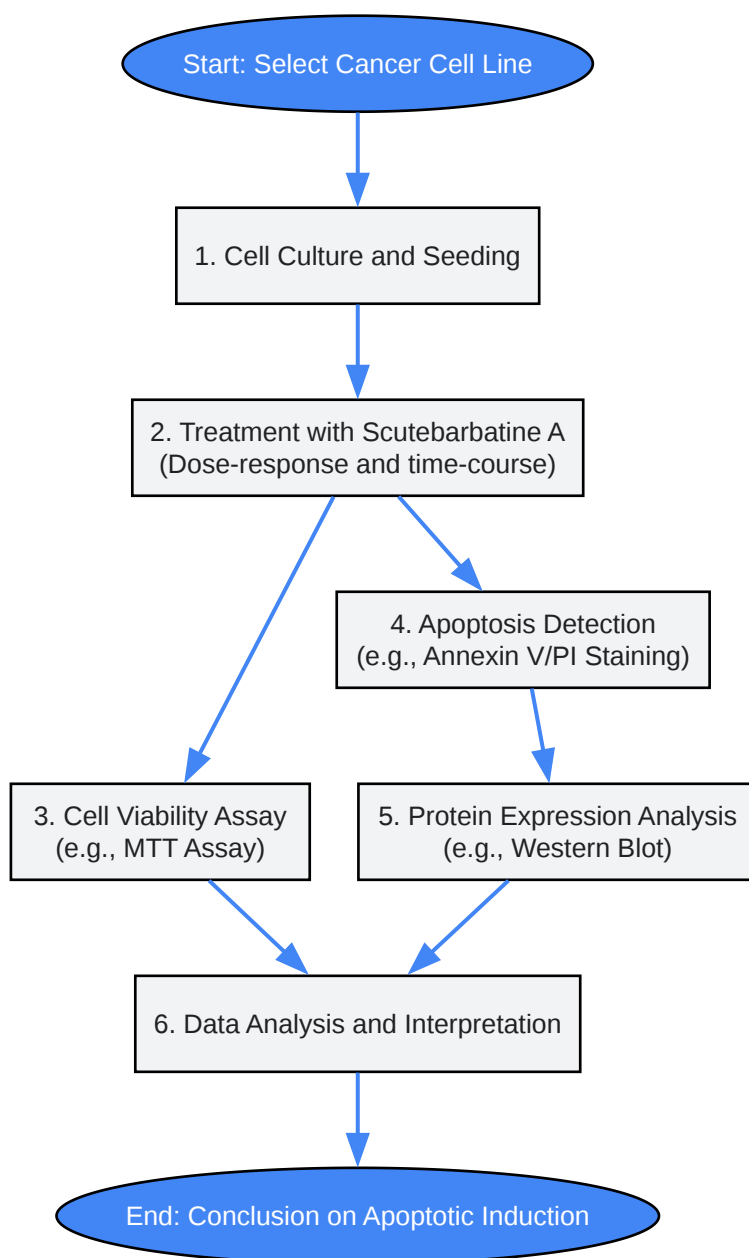 Start: Select Cancer Cell Line
1. Cell Culture and Seeding
2. Treatment with Scutebarbatine A
(Dose-response and time-course)
4. Apoptosis Detection
(e.g., Annexin V/PI Staining)
3. Cell Viability Assay
(e.g., MTT Assay)
5. Protein Expression Analysis
(e.g., Western Blot)
6. Data Analysis and Interpretation
End: Conclusion on Apoptotic Induction